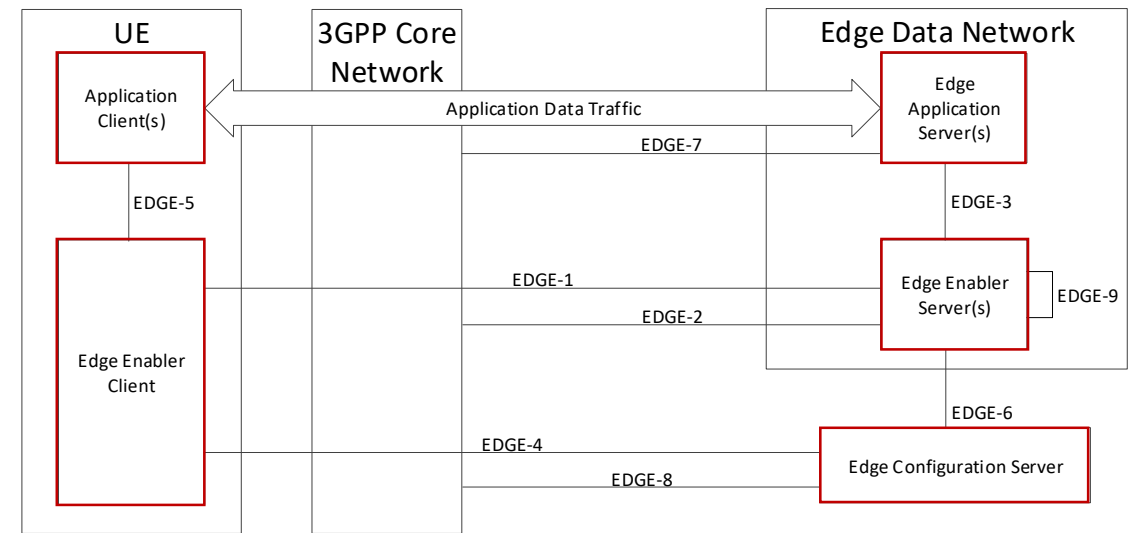 UE
3GPP Core
Network
Edge Data Network
Application
Client(s)
Application Data Traffic
Edge
Application
Server(s)
EDGE-7
EDGE-5
EDGE-3
EDGE-1
Edge Enabler
Server(s)
EDGE-9
EDGE-2
Edge Enabler
Client
EDGE-6
EDGE-4
Edge Configuration Server
EDGE-8